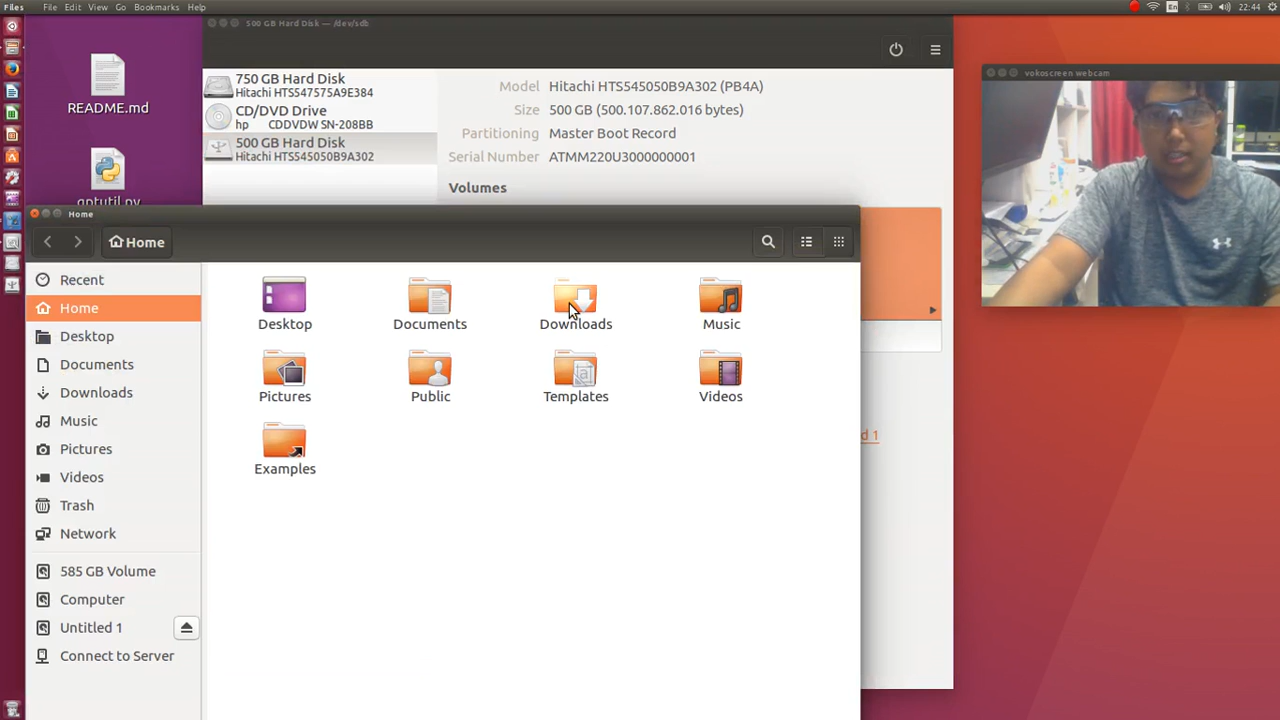 Files File Edit View Go Bookmarks Help
En 22:44
500 GB Hard Disk — /dev/sdb
README.md
gptutil.py
750 GB Hard Disk
Hitachi HTS547575A9E384
CD/DVD Drive
hp CDDVDW SN-208BB
500 GB Hard Disk
Hitachi HTS545050B9A302
Model Hitachi HTS545050B9A302 (PB4A)
Size 500 GB (500.107.862.016 bytes)
Partitioning Master Boot Record
Serial Number ATMM220U3000000001
Volumes
d 1
vokoscreen webcam
Home
Home
Recent
Home
Desktop
Documents
Downloads
Music
Pictures
Videos
Trash
Network
585 GB Volume
Computer
Untitled 1
Connect to Server
Desktop Documents Downloads Music
Pictures Public Templates Videos
Examples